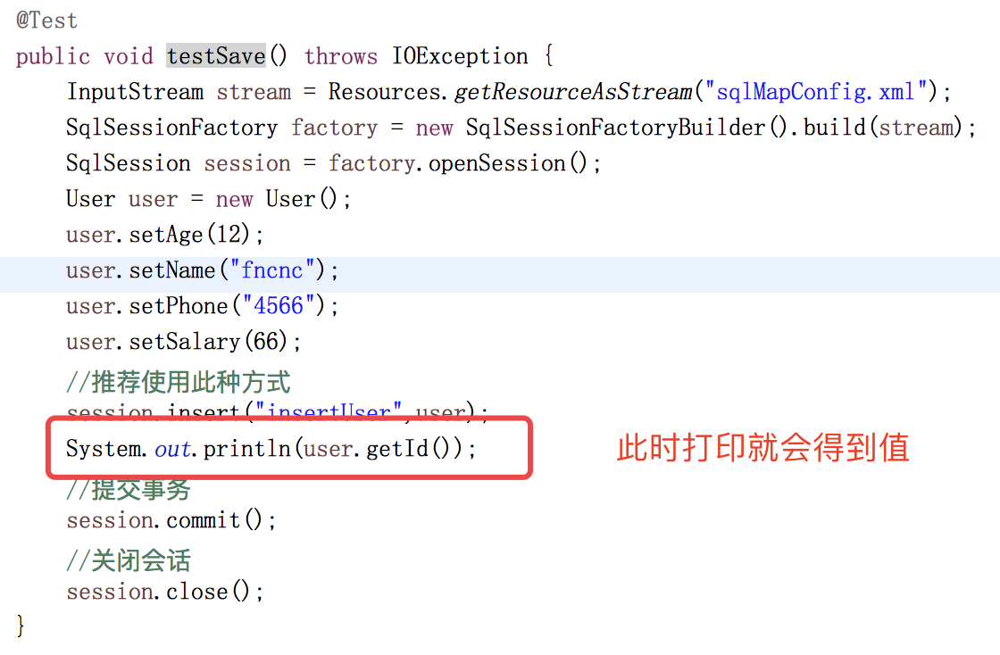 @Test
public void testSave() throws IOException {
InputStream stream = Resources.getResourceAsStream("sqlMapConfig.xml");
SqlSessionFactory factory = new SqlSessionFactoryBuilder().build(stream);
SqlSession session = factory.openSession();
User user = new User();
user.setAge(12);
user.setName("fncnc");
user.setPhone("4566");
user.setSalary(66);
//推荐使用此种方式
session.insert("insertUser",user);
System.out.println(user.getId());
此时打印就会得到值
//提交事务
session.commit();
//关闭会话
session.close();
}